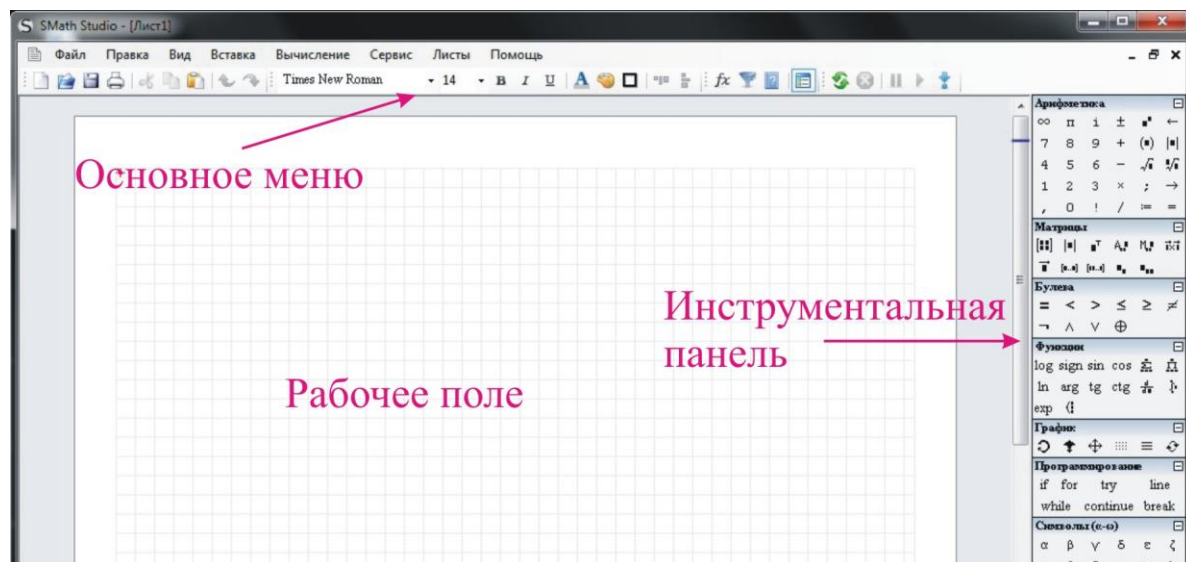 SMath Studio - [Лист1]
Файл Правка Вид Вставка Вычисление Сервис Листы Помощь
Times New Roman 14 B I U A fx
Основное меню
Рабочее поле
Инструментальная
панель
Арифметика
∞ π i ± ←
7 8 9 + (▪) |▪|
4 5 6 −
1 2 3 × ; →
, 0 ! / := =
Матрицы
Булева
= < > ≤ ≥ ≠
¬ ∧ ∨ ⊕
Функции
log sign sin cos
ln arg tg ctg
exp
График
Программирование
if for try line
while continue break
Символы (α-ω)
α β γ δ ε ζ